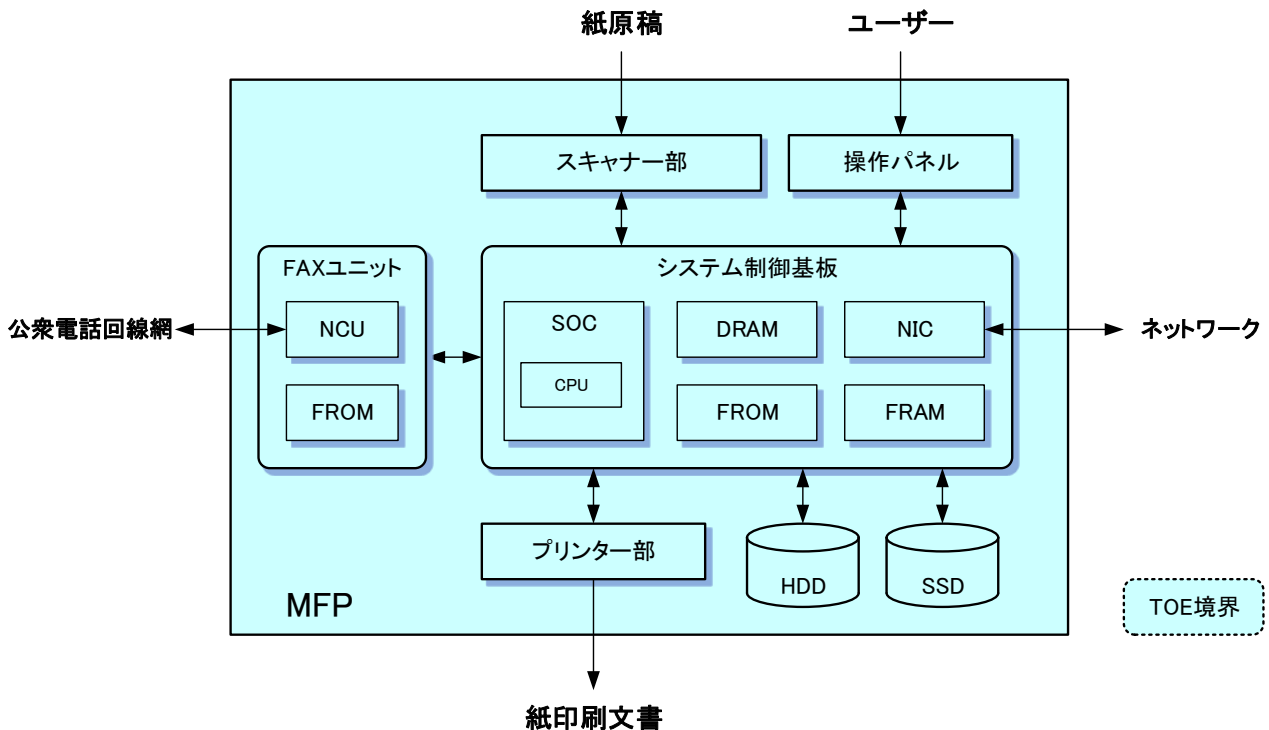 紙原稿
ユーザー
スキャナー部
操作パネル
FAXユニット
システム制御基板
公衆電話回線網
NCU
SOC
DRAM
NIC
ネットワーク
CPU
FROM
FROM
FRAM
プリンター部
HDD
SSD
MFP
TOE境界
紙印刷文書